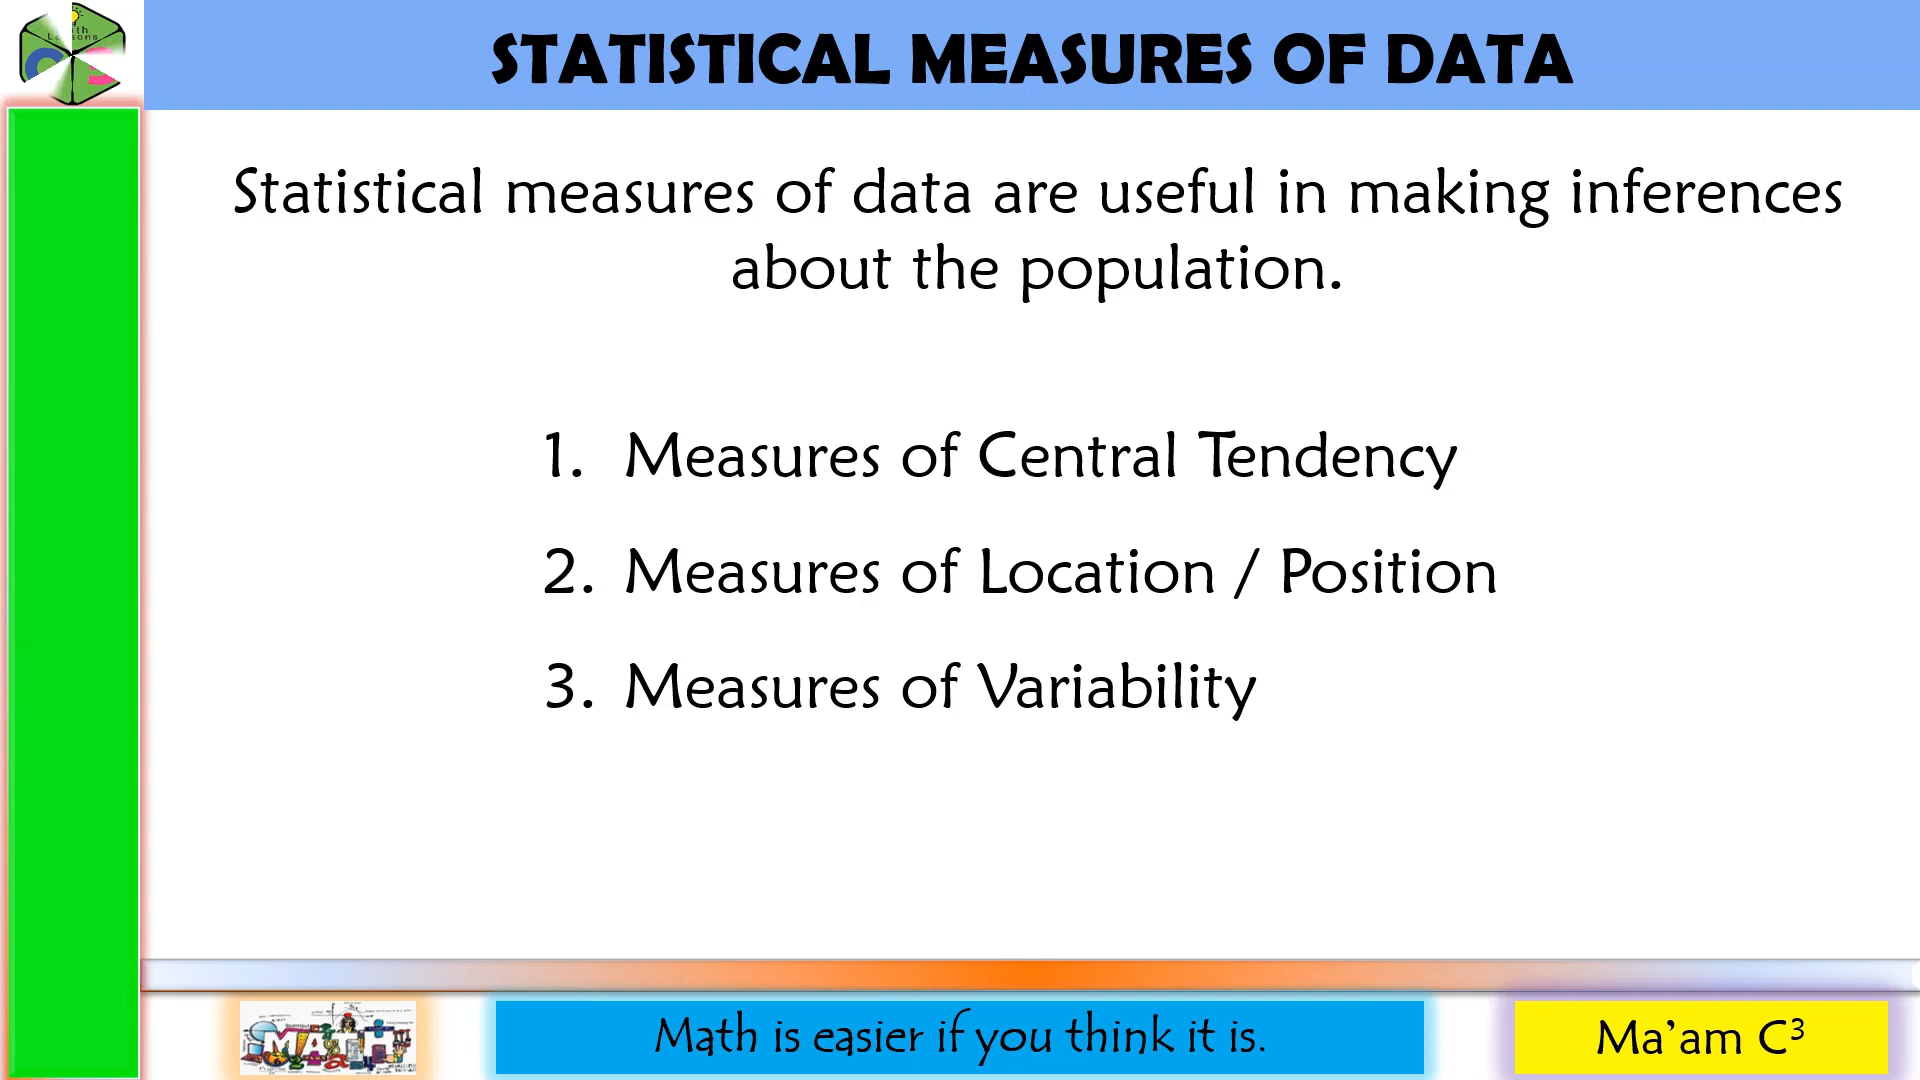 STATISTICAL MEASURES OF DATA
Statistical measures of data are useful in making inferences
about the population.
1. Measures of Central Tendency
2. Measures of Location / Position
3. Measures of Variability
MATH
Math is easier if you think it is.
Ma’am C³